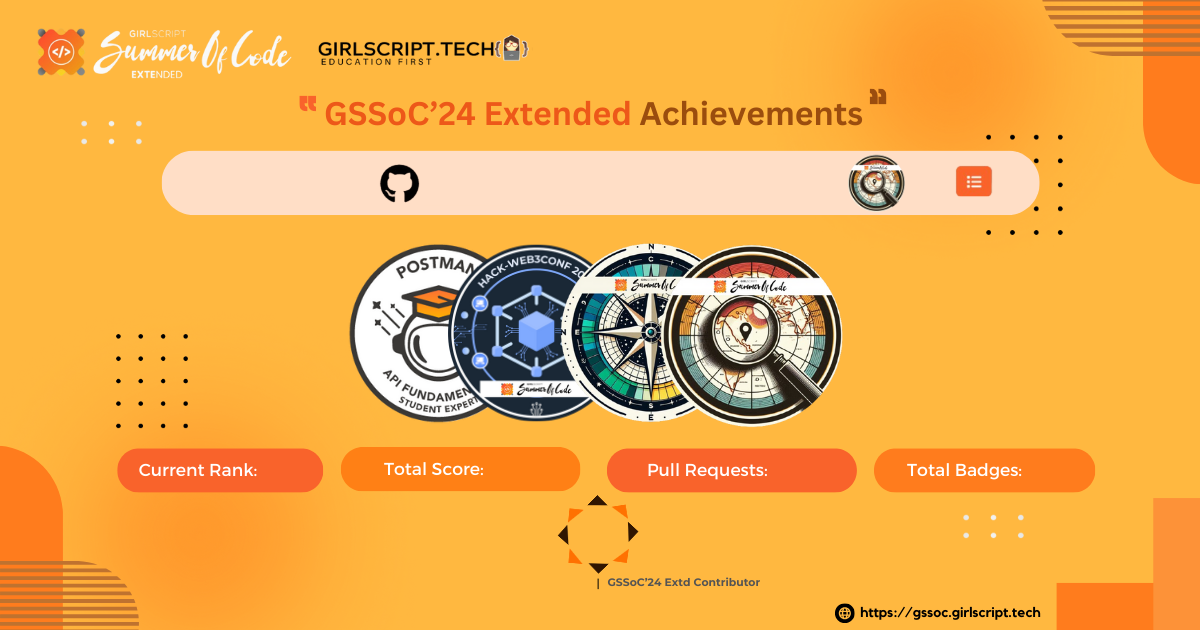 GIRLSCRIPT
Summer Of Code
EXTENDED
GIRLSCRIPT.TECH
EDUCATION FIRST
❝ GSSoC’24 Extended Achievements ❞
POSTMAN
API FUNDAMEN
STUDENT EXPERT
HACK-WEB3CONF 20
Summer Of Code
N
Summer Of C
E
S
Summer Of Code
Current Rank:
Total Score:
Pull Requests:
Total Badges:
| GSSoC’24 Extd Contributor
https://gssoc.girlscript.tech